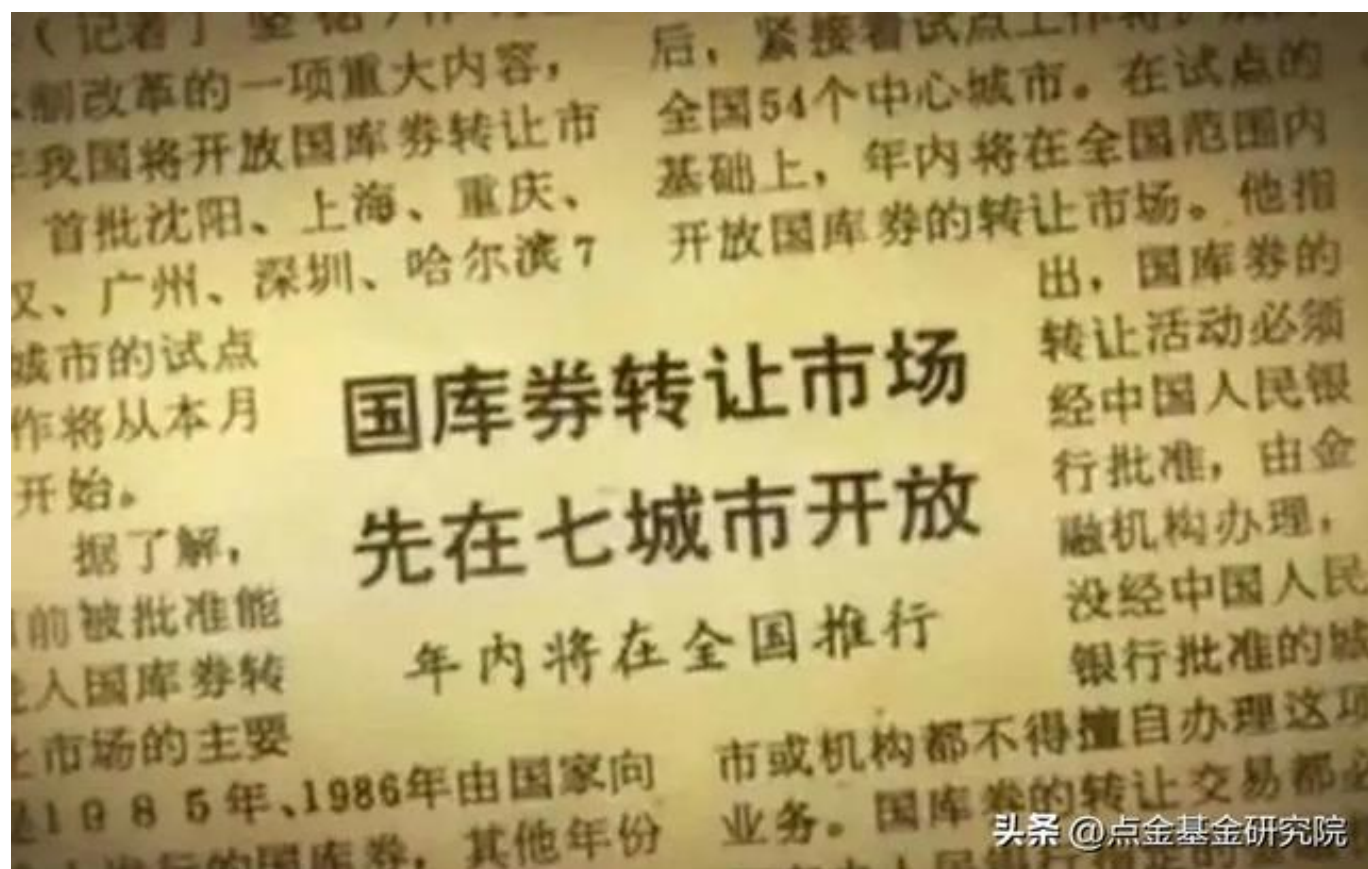 （记者丁坚铭）作
制改革的一项重大内容，
年我国将开放国库券转让市
首批沈阳、上海、重庆、
汉、广州、深圳、哈尔滨7
城市的试点
作将从本月
开始。
据了解，
前被批准能
进入国库券转
让市场的主要
是1985年、1986年由国家向
发行的国库券，其他年份
国库券转让市场
先在七城市开放
年内将在全国推行
后，紧接着试点工作将
全国54个中心城市。在试点的
基础上，年内将在全国范围内
开放国库券的转让市场。他指
出，国库券的
转让活动必须
经中国人民银
行批准，由金
融机构办理，
没经中国人民
银行批准的城
市或机构都不得擅自办理这项
业务。国库券的转让交易都必
头条 @点金基金研究院